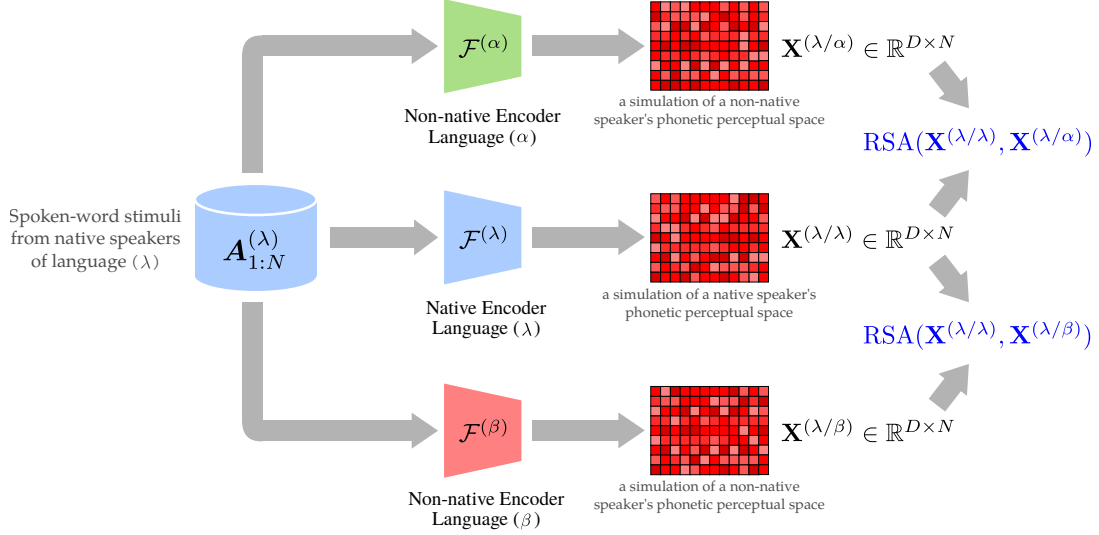 𝓕^(α)
𝐗^(λ/α) ∈ ℝ^{D×N}
a simulation of a non-native
speaker's phonetic perceptual space
Non-native Encoder
Language (α)
RSA(𝐗^(λ/λ), 𝐗^(λ/α))
Spoken-word stimuli
from native speakers
of language (λ)
𝑨^(λ)_{1:N}
𝓕^(λ)
𝐗^(λ/λ) ∈ ℝ^{D×N}
a simulation of a native speaker's
phonetic perceptual space
Native Encoder
Language (λ)
RSA(𝐗^(λ/λ), 𝐗^(λ/β))
𝓕^(β)
𝐗^(λ/β) ∈ ℝ^{D×N}
a simulation of a non-native
speaker's phonetic perceptual space
Non-native Encoder
Language (β)